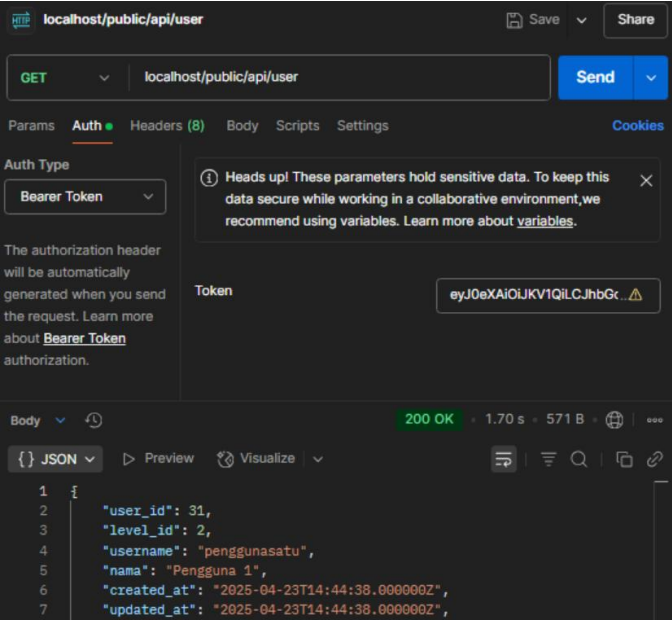 HTTP localhost/public/api/user Save Share
GET localhost/public/api/user Send
Params Auth Headers (8) Body Scripts Settings Cookies
Auth Type
Bearer Token
The authorization header
will be automatically
generated when you send
the request. Learn more
about Bearer Token
authorization.
Heads up! These parameters hold sensitive data. To keep this
data secure while working in a collaborative environment,we
recommend using variables. Learn more about variables.
Token eyJ0eXAiOiJKV1QiLCJhbGc...
Body 200 OK 1.70 s 571 B
{} JSON Preview Visualize
1 {
2 "user_id": 31,
3 "level_id": 2,
4 "username": "penggunasatu",
5 "nama": "Pengguna 1",
6 "created_at": "2025-04-23T14:44:38.000000Z",
7 "updated_at": "2025-04-23T14:44:38.000000Z",